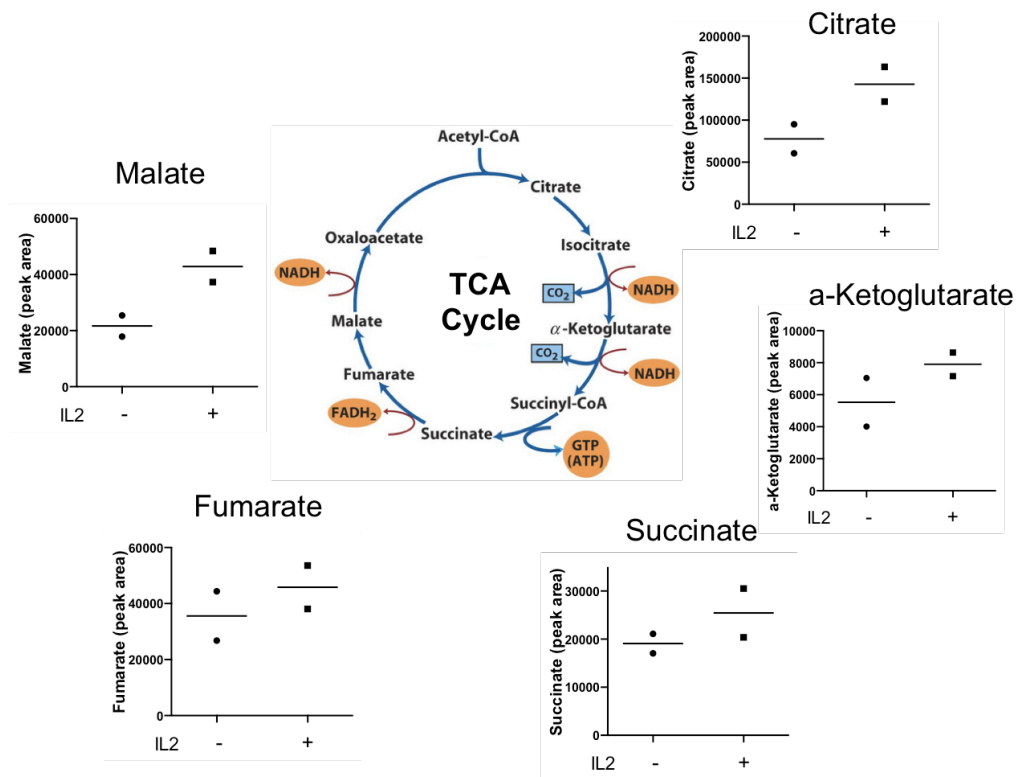 Citrate
200000
150000
100000
50000
0
Citrate (peak area)
IL2 - +
Malate
60000
40000
20000
0
Malate (peak area)
IL2 - +
Acetyl-CoA
Citrate
Isocitrate
NADH
CO2
α-Ketoglutarate
CO2
NADH
Succinyl-CoA
GTP
(ATP)
Succinate
FADH2
Fumarate
Malate
NADH
Oxaloacetate
TCA
Cycle
a-Ketoglutarate
10000
8000
6000
4000
2000
0
a-Ketoglutarate (peak area)
IL2 - +
Fumarate
60000
40000
20000
0
Fumarate (peak area)
IL2 - +
Succinate
30000
20000
10000
0
Succinate (peak area)
IL2 - +